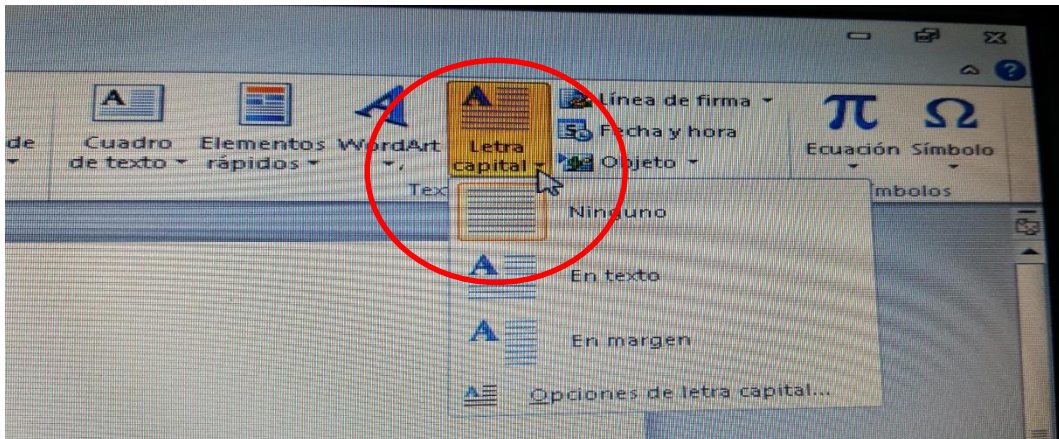 Línea de firma
de Cuadro de texto
Elementos rápidos
WordArt
Letra capital
Fecha y hora
Objeto
π
Ecuación
Ω
Símbolo
Tex
mbolos
Ninguno
En texto
En margen
Opciones de letra capital...